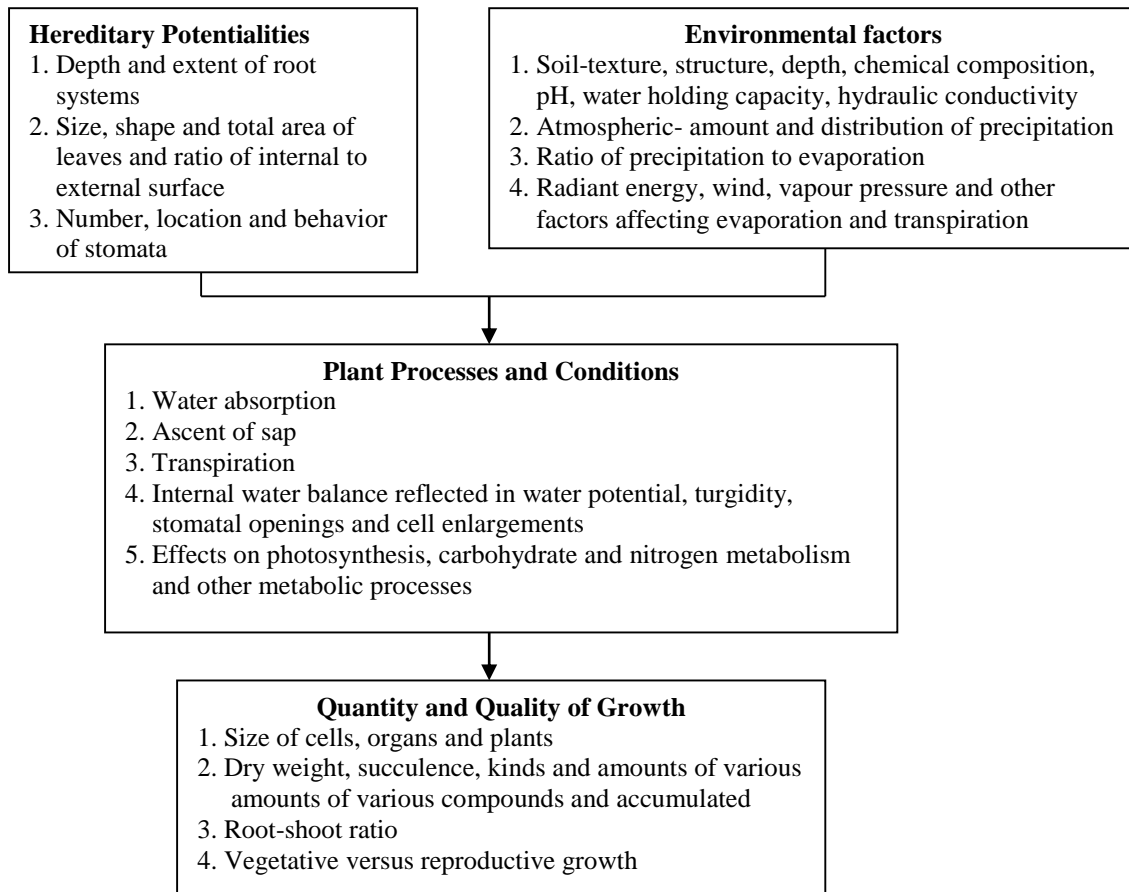 Hereditary Potentialities
1. Depth and extent of root
systems
2. Size, shape and total area of
leaves and ratio of internal to
external surface
3. Number, location and behavior
of stomata
Environmental factors
1. Soil-texture, structure, depth, chemical composition,
pH, water holding capacity, hydraulic conductivity
2. Atmospheric- amount and distribution of precipitation
3. Ratio of precipitation to evaporation
4. Radiant energy, wind, vapour pressure and other
factors affecting evaporation and transpiration
Plant Processes and Conditions
1. Water absorption
2. Ascent of sap
3. Transpiration
4. Internal water balance reflected in water potential, turgidity,
stomatal openings and cell enlargements
5. Effects on photosynthesis, carbohydrate and nitrogen metabolism
and other metabolic processes
Quantity and Quality of Growth
1. Size of cells, organs and plants
2. Dry weight, succulence, kinds and amounts of various
amounts of various compounds and accumulated
3. Root-shoot ratio
4. Vegetative versus reproductive growth